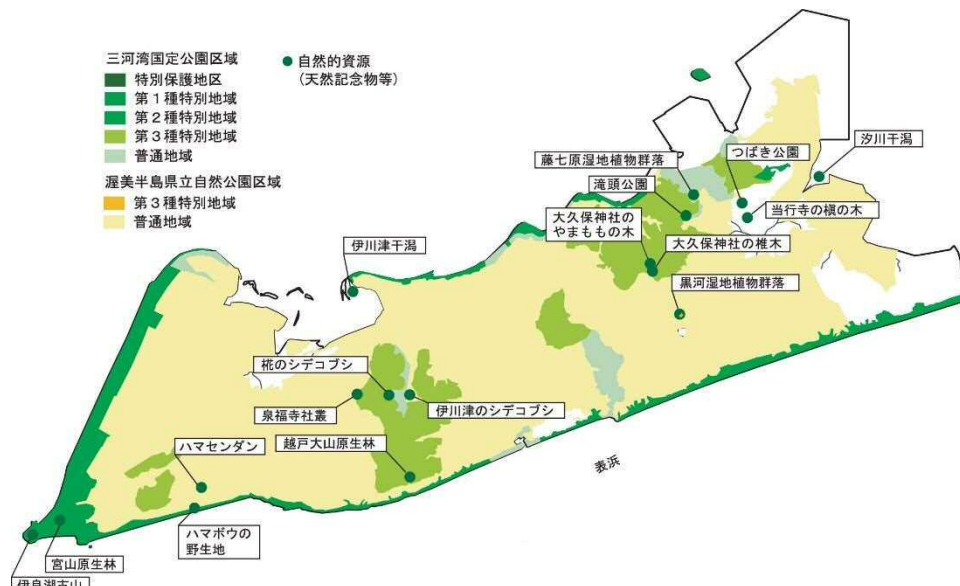 三河湾国定公園区域
特別保護地区
第1種特別地域
第2種特別地域
第3種特別地域
普通地域
渥美半島県立自然公園区域
第3種特別地域
普通地域
自然的資源
（天然記念物等）
汐川干潟
つばき公園
藤七原湿地植物群落
滝頭公園
当行寺の槇の木
大久保神社の
やまももの木
大久保神社の椎木
伊川津干潟
黒河湿地植物群落
椛のシデコブシ
泉福寺社叢
伊川津のシデコブシ
ハマセンダン
越戸大山原生林
表浜
ハマボウの
野生地
宮山原生林
伊良湖古山